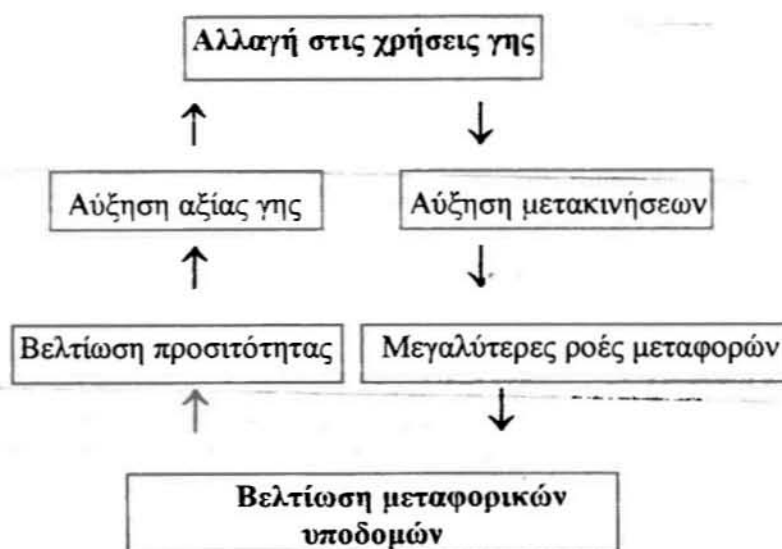 Αλλαγή στις χρήσεις γης
Αύξηση αξίας γης
Αύξηση μετακινήσεων
Βελτίωση προσιτότητας
Μεγαλύτερες ροές μεταφορών
Βελτίωση μεταφορικών
υποδομών